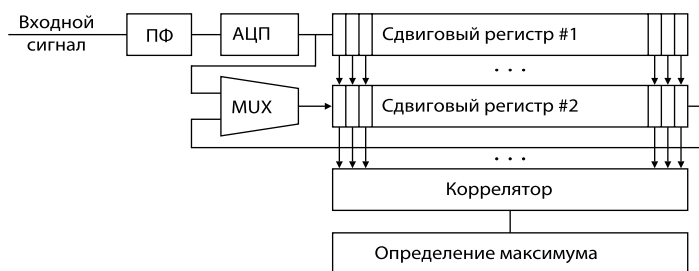 Входной
сигнал
ПФ
АЦП
Сдвиговый регистр #1
. . .
MUX
Сдвиговый регистр #2
. . .
Коррелятор
Определение максимума